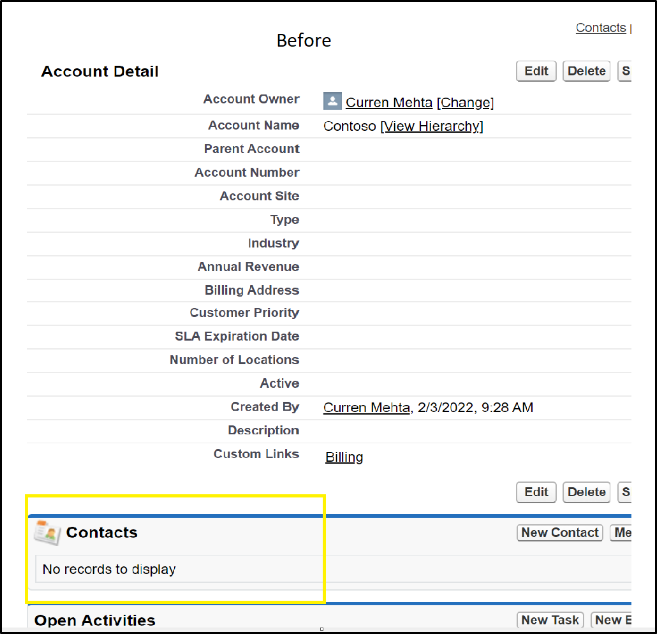 Contacts |
Before
Account Detail Edit Delete S
Account Owner Curren Mehta [Change]
Account Name Contoso [View Hierarchy]
Parent Account
Account Number
Account Site
Type
Industry
Annual Revenue
Billing Address
Customer Priority
SLA Expiration Date
Number of Locations
Active
Created By Curren Mehta, 2/3/2022, 9:28 AM
Description
Custom Links Billing
Edit Delete S
Contacts New Contact Me
No records to display
Open Activities New Task New E